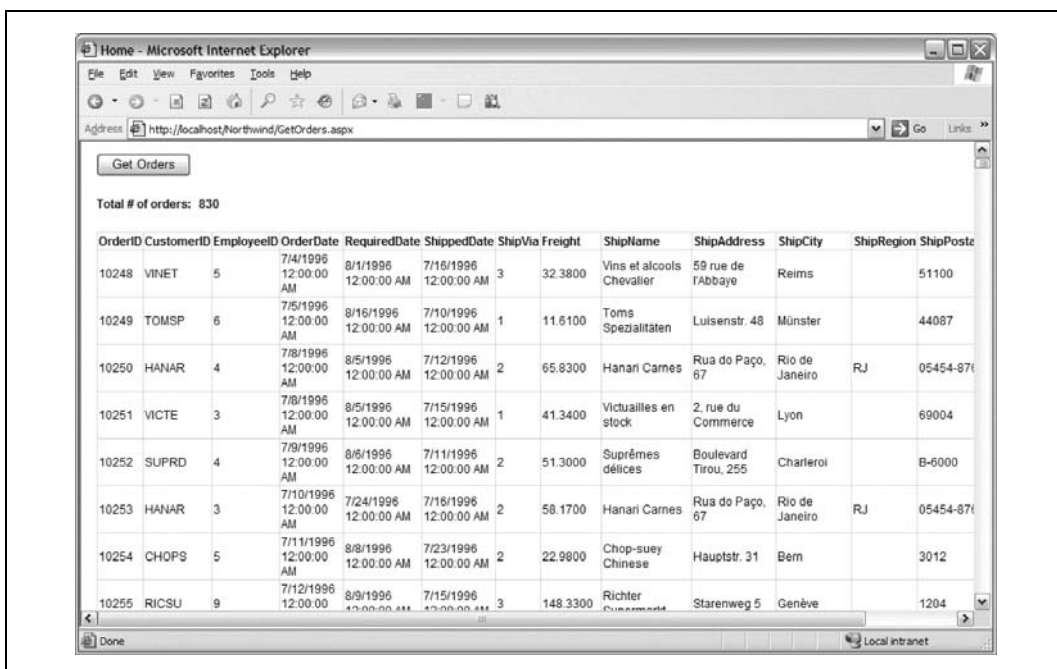 Home - Microsoft Internet Explorer
File Edit View Favorites Tools Help
Address http://localhost/Northwind/GetOrders.aspx Go Links »
Get Orders
Total # of orders: 830
OrderID CustomerID EmployeeID OrderDate RequiredDate ShippedDate ShipVia Freight ShipName ShipAddress ShipCity ShipRegion ShipPosta
10248 VINET 5 7/4/1996 12:00:00 AM 8/1/1996 12:00:00 AM 7/16/1996 12:00:00 AM 3 32.3800 Vins et alcools Chevalier 59 rue de l'Abbaye Reims 51100
10249 TOMSP 6 7/5/1996 12:00:00 AM 8/16/1996 12:00:00 AM 7/10/1996 12:00:00 AM 1 11.6100 Toms Spezialitäten Luisenstr. 48 Münster 44087
10250 HANAR 4 7/8/1996 12:00:00 AM 8/5/1996 12:00:00 AM 7/12/1996 12:00:00 AM 2 65.8300 Hanari Carnes Rua do Paço, 67 Rio de Janeiro RJ 05454-876
10251 VICTE 3 7/8/1996 12:00:00 AM 8/5/1996 12:00:00 AM 7/15/1996 12:00:00 AM 1 41.3400 Victuailles en stock 2, rue du Commerce Lyon 69004
10252 SUPRD 4 7/9/1996 12:00:00 AM 8/6/1996 12:00:00 AM 7/11/1996 12:00:00 AM 2 51.3000 Suprêmes délices Boulevard Tirou, 255 Charleroi B-6000
10253 HANAR 3 7/10/1996 12:00:00 AM 7/24/1996 12:00:00 AM 7/16/1996 12:00:00 AM 2 58.1700 Hanari Carnes Rua do Paço, 67 Rio de Janeiro RJ 05454-876
10254 CHOPS 5 7/11/1996 12:00:00 AM 8/8/1996 12:00:00 AM 7/23/1996 12:00:00 AM 2 22.9800 Chop-suey Chinese Hauptstr. 31 Bern 3012
10255 RICSU 9 7/12/1996 12:00:00 8/9/1996 12:00:00 AM 7/15/1996 12:00:00 AM 3 148.3300 Richter Supermarkt Starenweg 5 Genève 1204
Done Local intranet